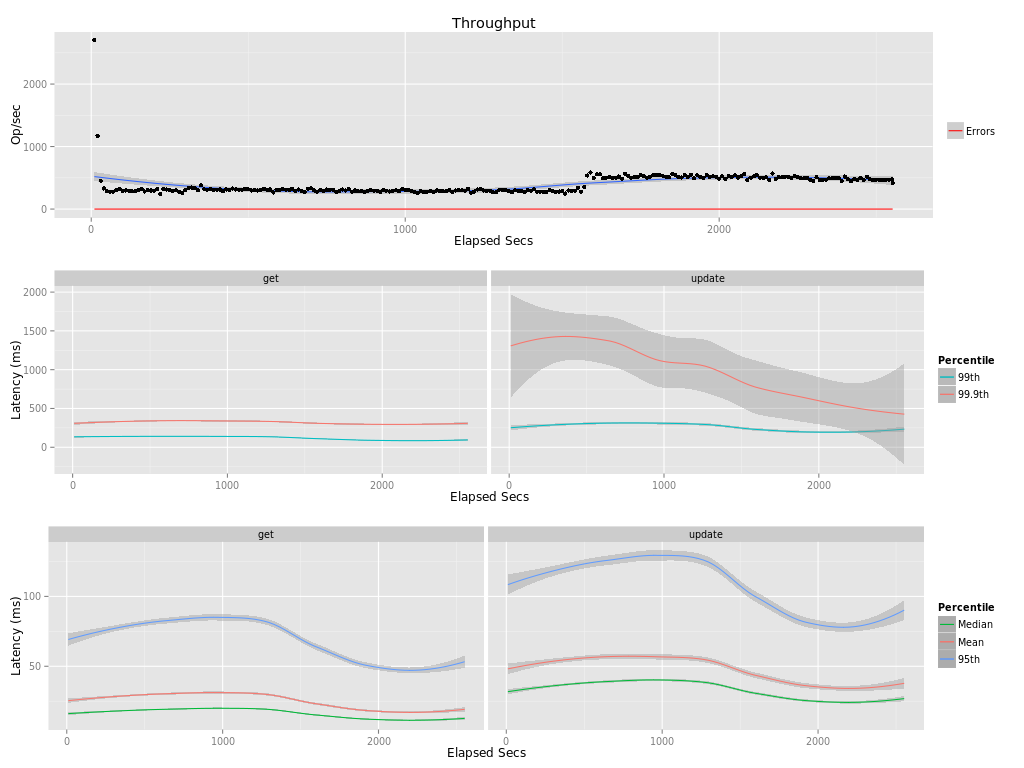 Throughput
Op/sec
2000
1000
0
0 1000 2000
Elapsed Secs
Errors
get update
Latency (ms)
2000
1500
1000
500
0
0 1000 2000 0 1000 2000
Elapsed Secs
Percentile
99th
99.9th
get update
Latency (ms)
100
50
0 1000 2000 0 1000 2000
Elapsed Secs
Percentile
Median
Mean
95th